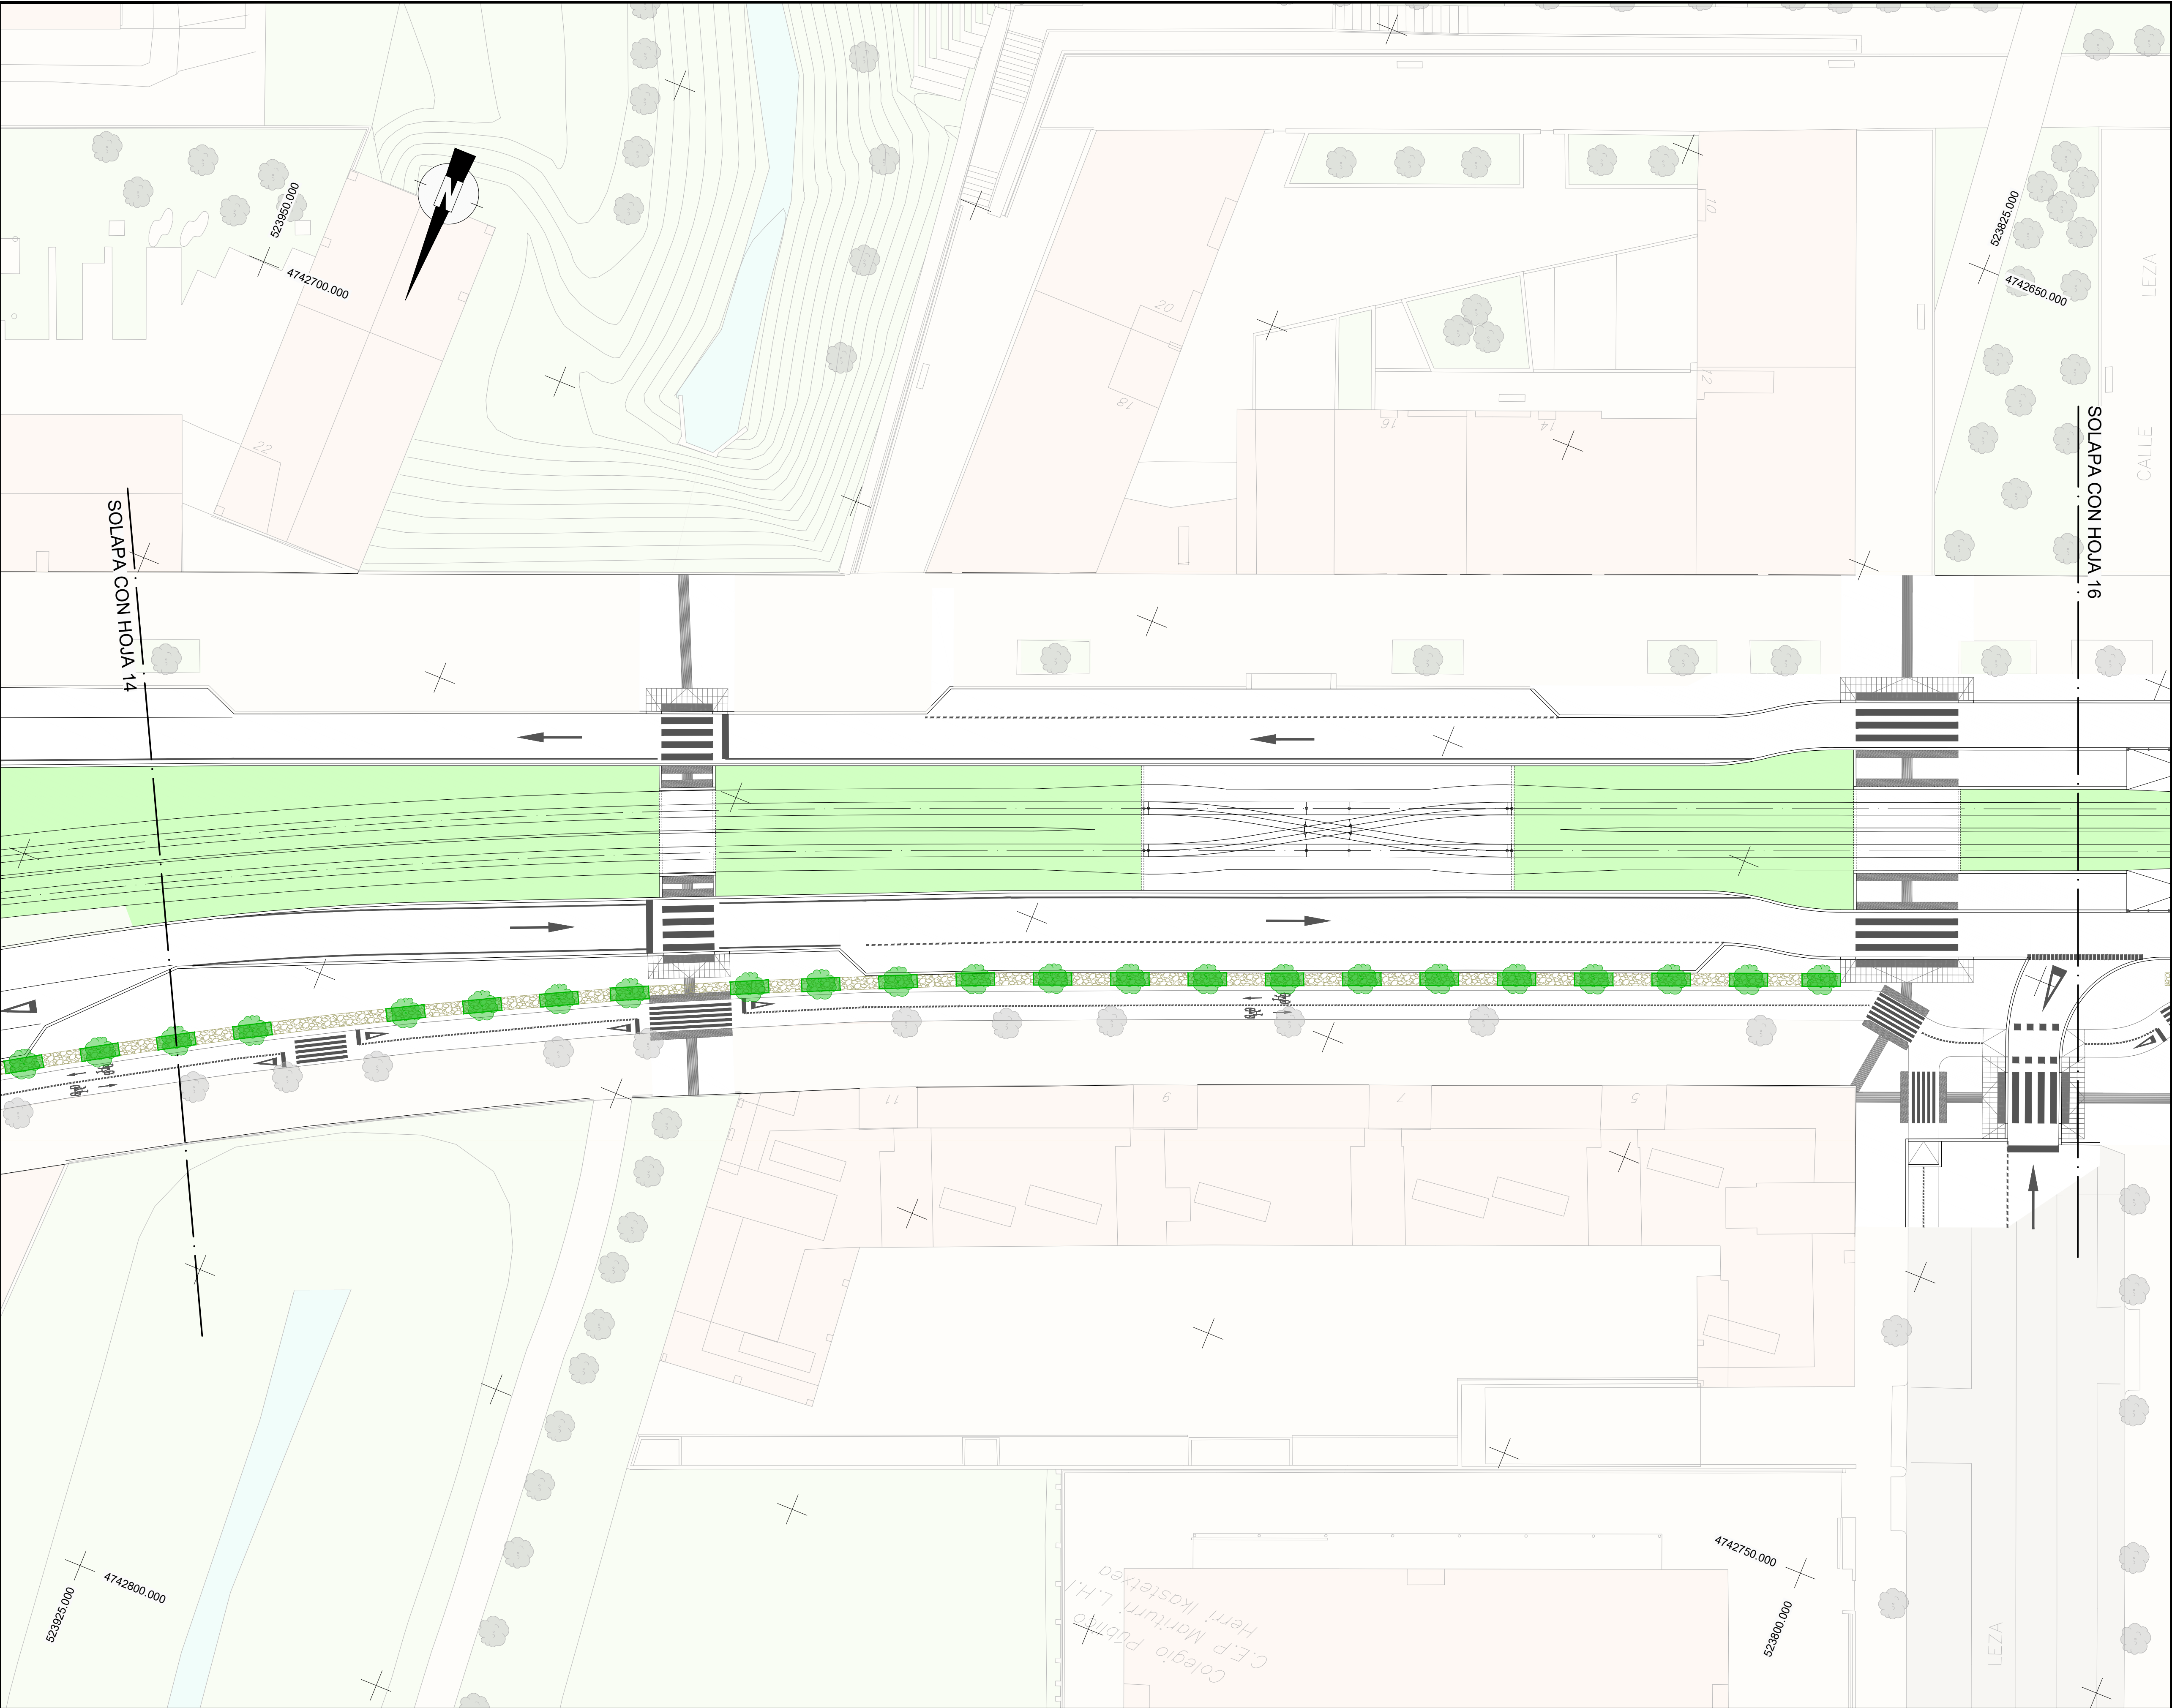 523950.000
4742700.000
10
523825.000
4742650.000
LEZA
20
18
12
16
14
CALLE
22
SOLAPA CON HOJA 14
SOLAPA CON HOJA 16
11
9
7
5
4742800.000
523925.000
Colegio Público
C.E.P Mariturri L.H.I
Herri Ikastetxea
4742750.000
523800.000
LEZA